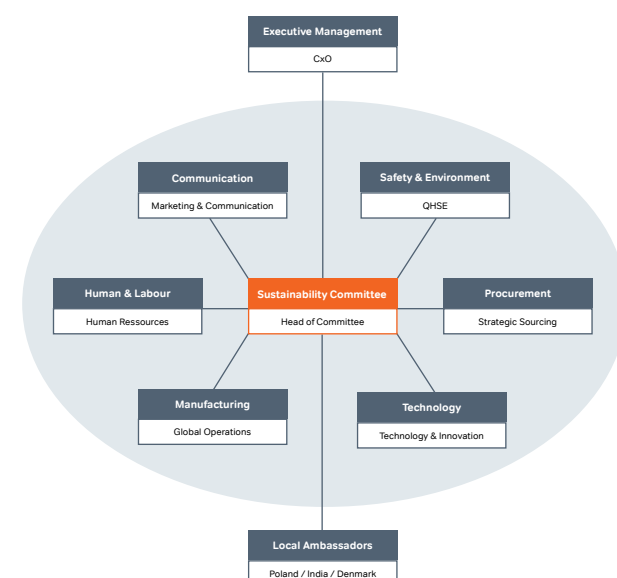 Executive Management
CxO
Communication
Marketing & Communication
Safety & Environment
QHSE
Human & Labour
Human Ressources
Sustainability Committee
Head of Committee
Procurement
Strategic Sourcing
Manufacturing
Global Operations
Technology
Technology & Innovation
Local Ambassadors
Poland / India / Denmark